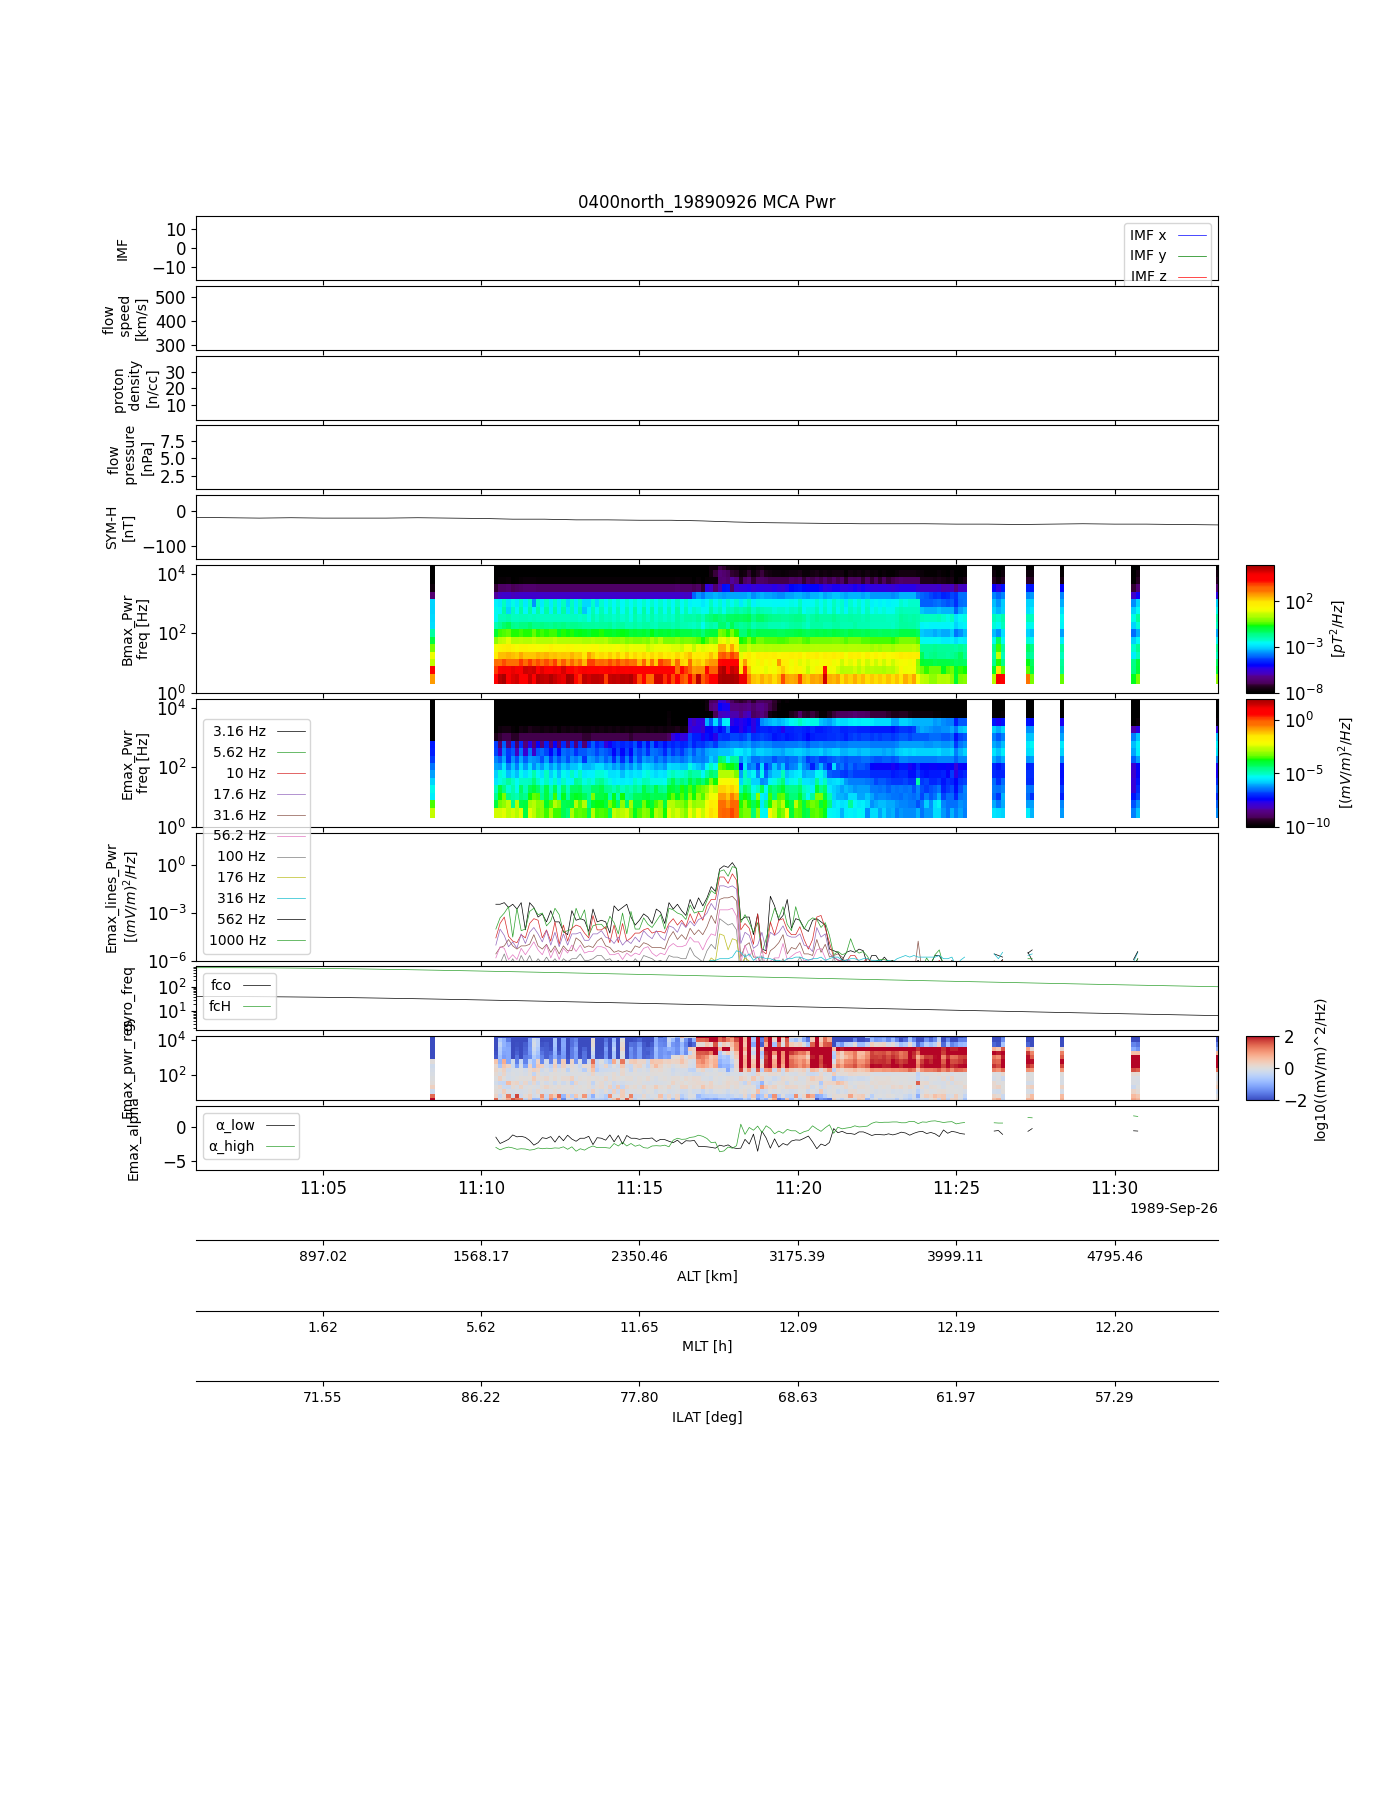 0400north_19890926 MCA Pwr
IMF
10
0
−10
IMF x
IMF y
IMF z
flow
speed
[km/s]
500
400
300
proton
density
[n/cc]
30
20
10
flow
pressure
[nPa]
7.5
5.0
2.5
SYM-H
[nT]
0
−100
Bmax_Pwr
freq [Hz]
10^4
10^2
10^0
10^2
10^−3
10^−8
[pT^2/Hz]
Emax_Pwr
freq [Hz]
10^4
10^2
10^0
10^0
10^−5
10^−10
[(mV/m)^2/Hz]
3.16 Hz
5.62 Hz
10 Hz
17.6 Hz
31.6 Hz
56.2 Hz
100 Hz
176 Hz
316 Hz
562 Hz
1000 Hz
Emax_lines_Pwr
[(mV/m)^2/Hz]
10^0
10^−3
10^−6
gyro_freq
10^2
10^1
fco
fcH
Emax_pwr_reg
10^4
10^2
2
0
−2
log10((mV/m)^2/Hz)
Emax_alpha
0
−5
α_low
α_high
11:05 11:10 11:15 11:20 11:25 11:30
1989-Sep-26
897.02 1568.17 2350.46 3175.39 3999.11 4795.46
ALT [km]
1.62 5.62 11.65 12.09 12.19 12.20
MLT [h]
71.55 86.22 77.80 68.63 61.97 57.29
ILAT [deg]